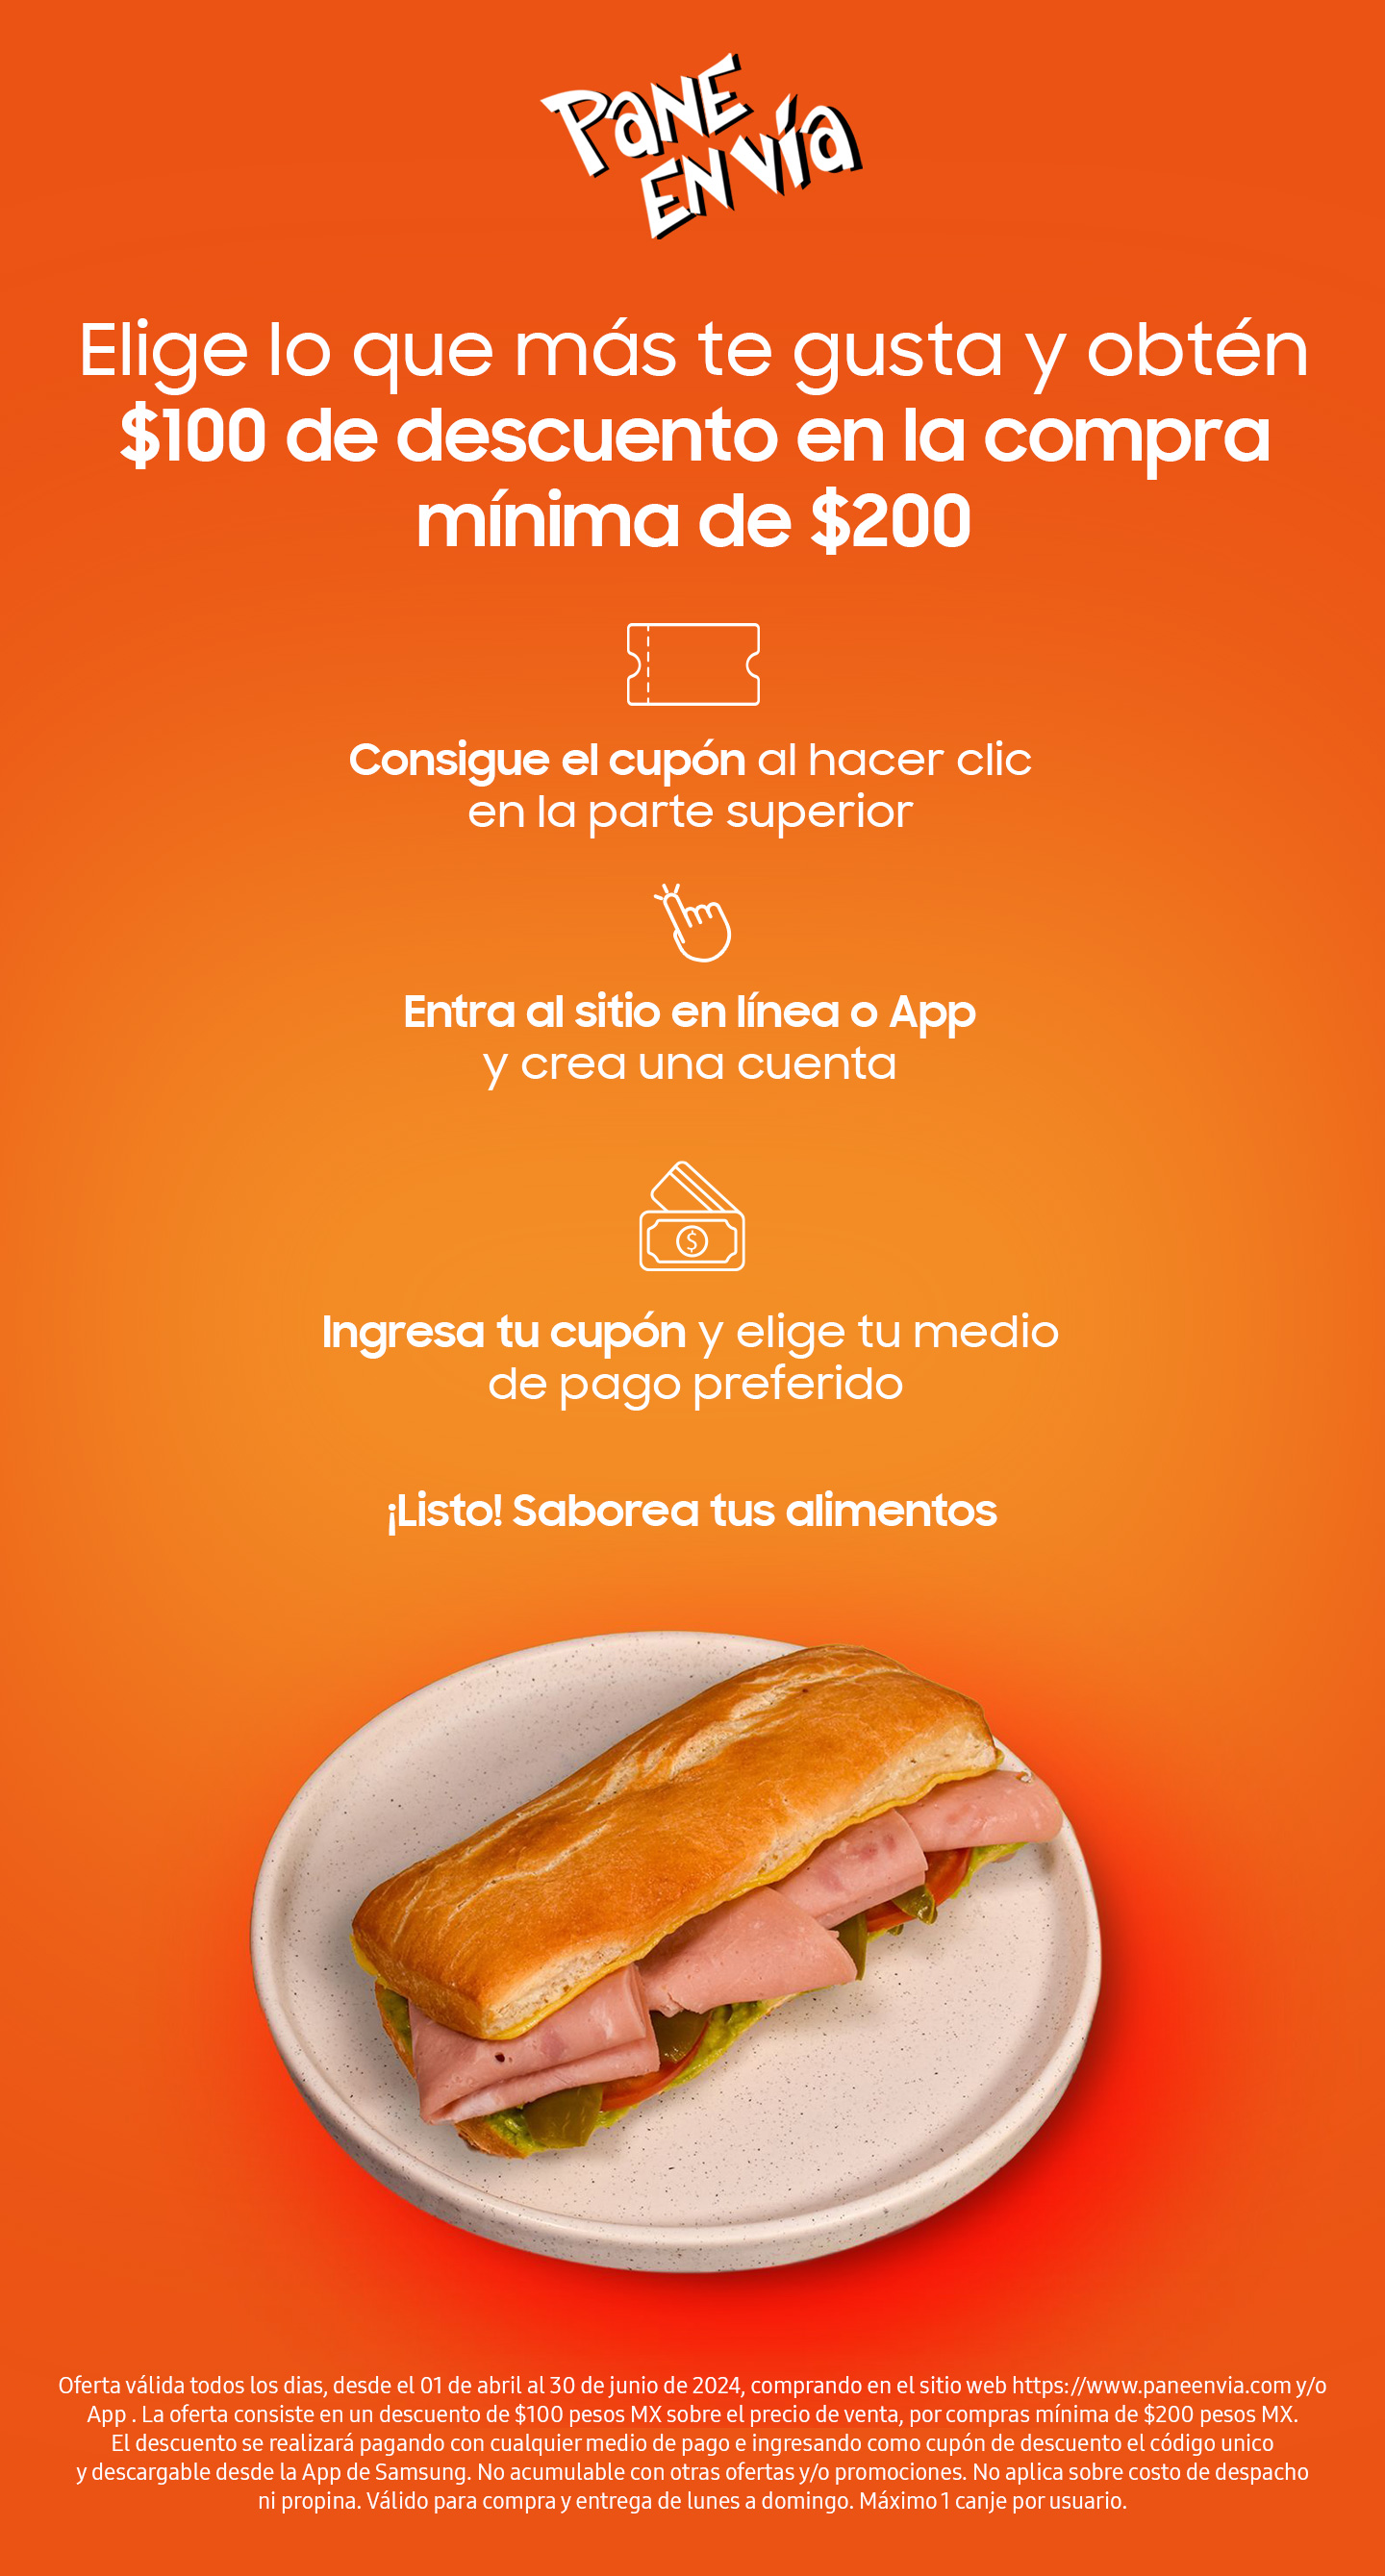 PANE
EN VÍA
Elige lo que más te gusta y obtén
$100 de descuento en la compra
mínima de $200
Consigue el cupón al hacer clic
en la parte superior
Entra al sitio en línea o App
y crea una cuenta
$
Ingresa tu cupón y elige tu medio
de pago preferido
¡Listo! Saborea tus alimentos
Oferta válida todos los dias, desde el 01 de abril al 30 de junio de 2024, comprando en el sitio web https://www.paneenvia.com y/o
App . La oferta consiste en un descuento de $100 pesos MX sobre el precio de venta, por compras mínima de $200 pesos MX.
El descuento se realizará pagando con cualquier medio de pago e ingresando como cupón de descuento el código unico
y descargable desde la App de Samsung. No acumulable con otras ofertas y/o promociones. No aplica sobre costo de despacho
ni propina. Válido para compra y entrega de lunes a domingo. Máximo 1 canje por usuario.